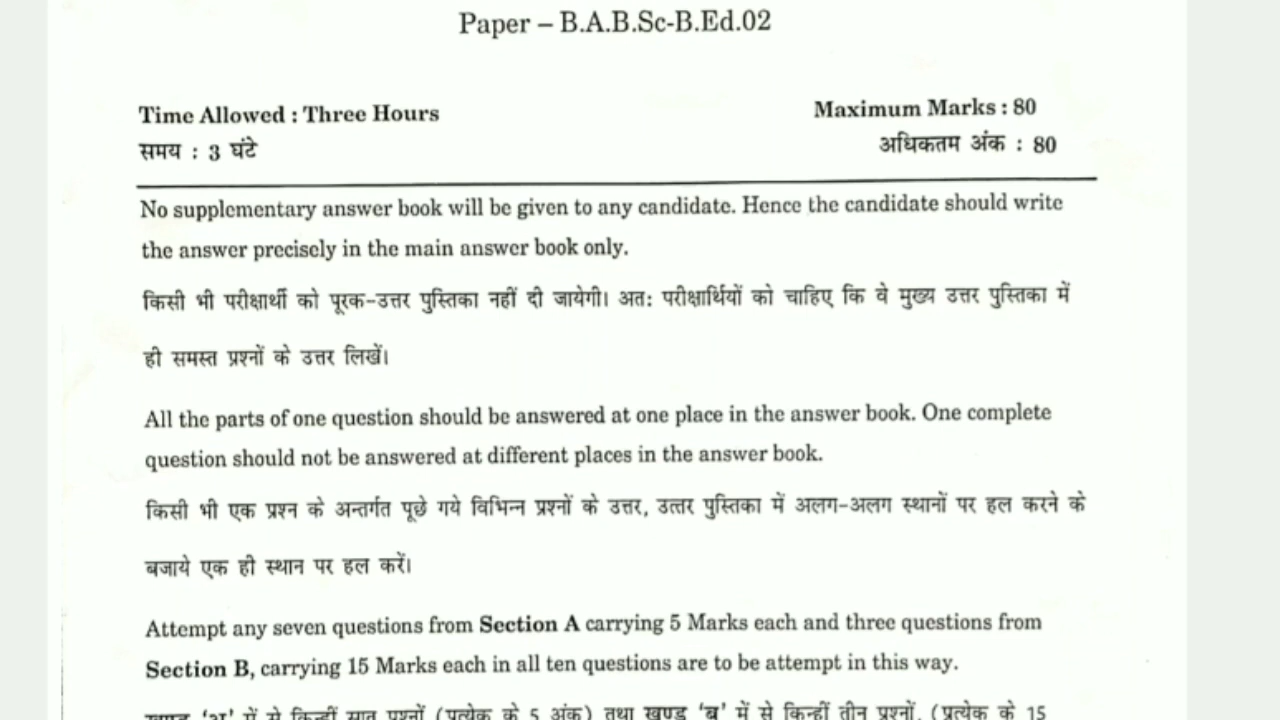 Paper – B.A.B.Sc-B.Ed.02
Time Allowed : Three Hours
Maximum Marks : 80
समय : 3 घंटे
अधिकतम अंक : 80
No supplementary answer book will be given to any candidate. Hence the candidate should write
the answer precisely in the main answer book only.
किसी भी परीक्षार्थी को पूरक-उत्तर पुस्तिका नहीं दी जायेगी। अतः परीक्षार्थियों को चाहिए कि वे मुख्य उत्तर पुस्तिका में
ही समस्त प्रश्नों के उत्तर लिखें।
All the parts of one question should be answered at one place in the answer book. One complete
question should not be answered at different places in the answer book.
किसी भी एक प्रश्न के अन्तर्गत पूछे गये विभिन्न प्रश्नों के उत्तर, उत्तर पुस्तिका में अलग-अलग स्थानों पर हल करने के
बजाये एक ही स्थान पर हल करें।
Attempt any seven questions from Section A carrying 5 Marks each and three questions from
Section B, carrying 15 Marks each in all ten questions are to be attempt in this way.
खण्ड 'अ' में से किन्हीं सात प्रश्नों (प्रत्येक के 5 अंक) तथा खण्ड 'ब' में से किन्हीं तीन प्रश्नों, (प्रत्येक के 15